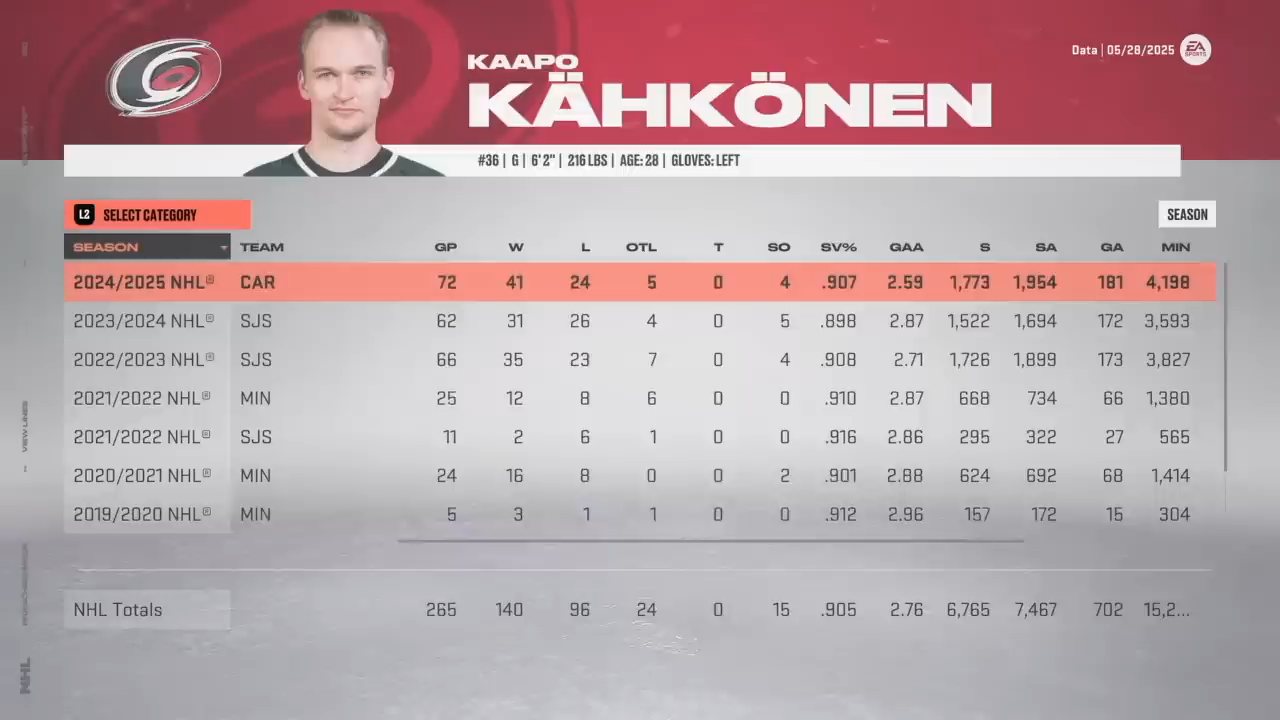 Data | 05/28/2025 EA SPORTS
KAAPO
KÄHKÖNEN
#36 | G | 6' 2" | 216 LBS | AGE: 28 | GLOVES: LEFT
L2 SELECT CATEGORY SEASON
SEASON TEAM GP W L OTL T SO SV% GAA S SA GA MIN
2024/2025 NHL® CAR 72 41 24 5 0 4 .907 2.59 1,773 1,954 181 4,198
2023/2024 NHL® SJS 62 31 26 4 0 5 .898 2.87 1,522 1,694 172 3,593
2022/2023 NHL® SJS 66 35 23 7 0 4 .908 2.71 1,726 1,899 173 3,827
2021/2022 NHL® MIN 25 12 8 6 0 0 .910 2.87 668 734 66 1,380
2021/2022 NHL® SJS 11 2 6 1 0 0 .916 2.86 295 322 27 565
2020/2021 NHL® MIN 24 16 8 0 0 2 .901 2.88 624 692 68 1,414
2019/2020 NHL® MIN 5 3 1 1 0 0 .912 2.96 157 172 15 304
NHL Totals 265 140 96 24 0 15 .905 2.76 6,765 7,467 702 15,2...
VIEW LINES
NHL